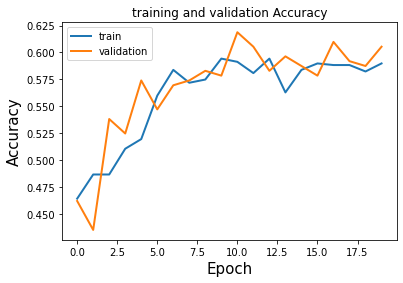 training and validation Accuracy
train
validation
0.625
0.600
0.575
0.550
0.525
0.500
0.475
0.450
Accuracy
0.0 2.5 5.0 7.5 10.0 12.5 15.0 17.5
Epoch